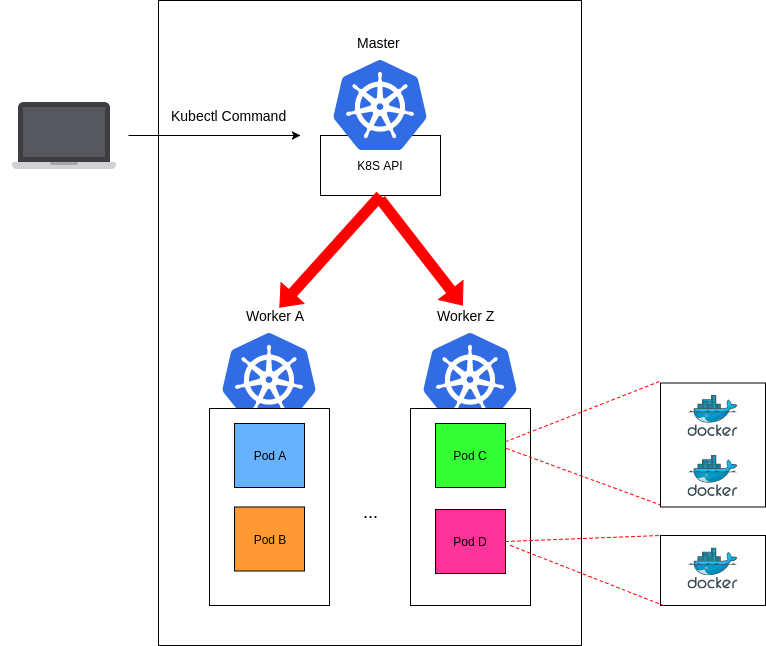 Master
Kubectl Command
K8S API
Worker A
Worker Z
Pod A
Pod C
Pod B
Pod D
...
docker
docker
docker